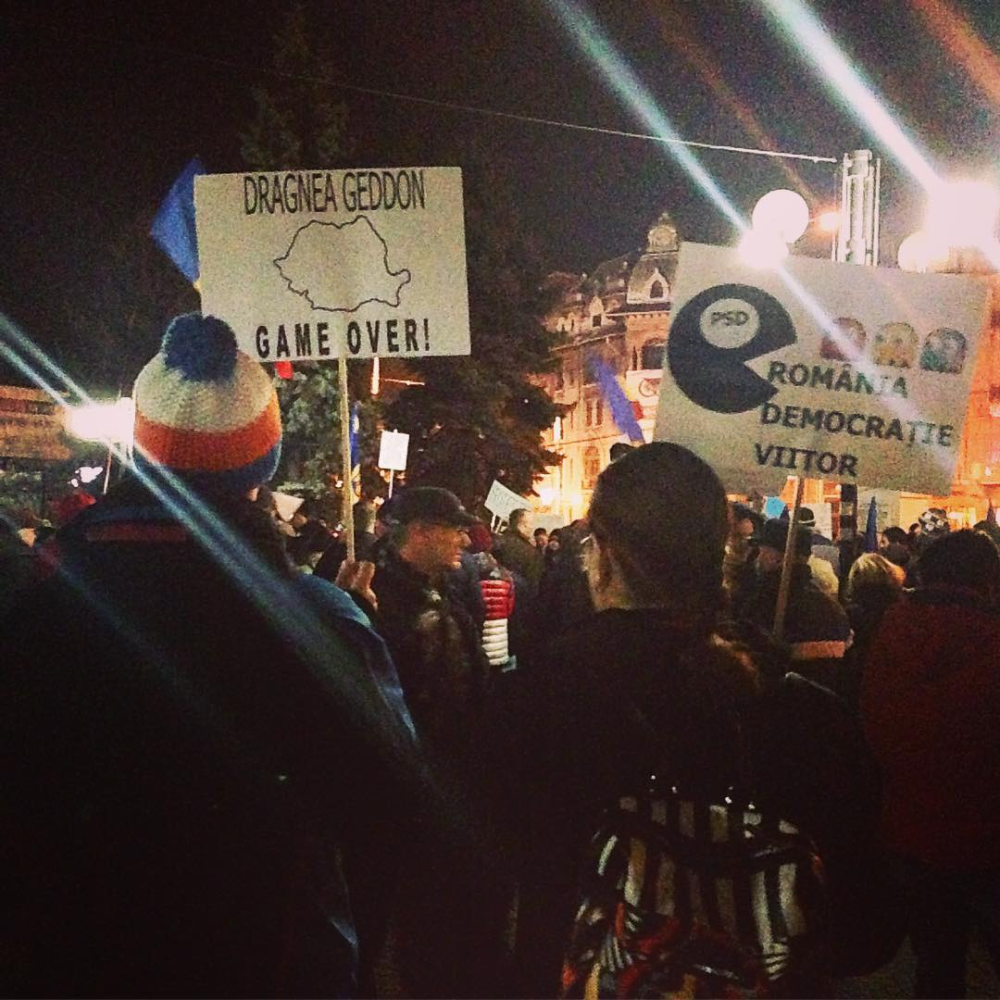 DRAGNEA GEDDON
GAME OVER!
PSD
ROMÂNIA
DEMOCRAȚIE
VIITOR